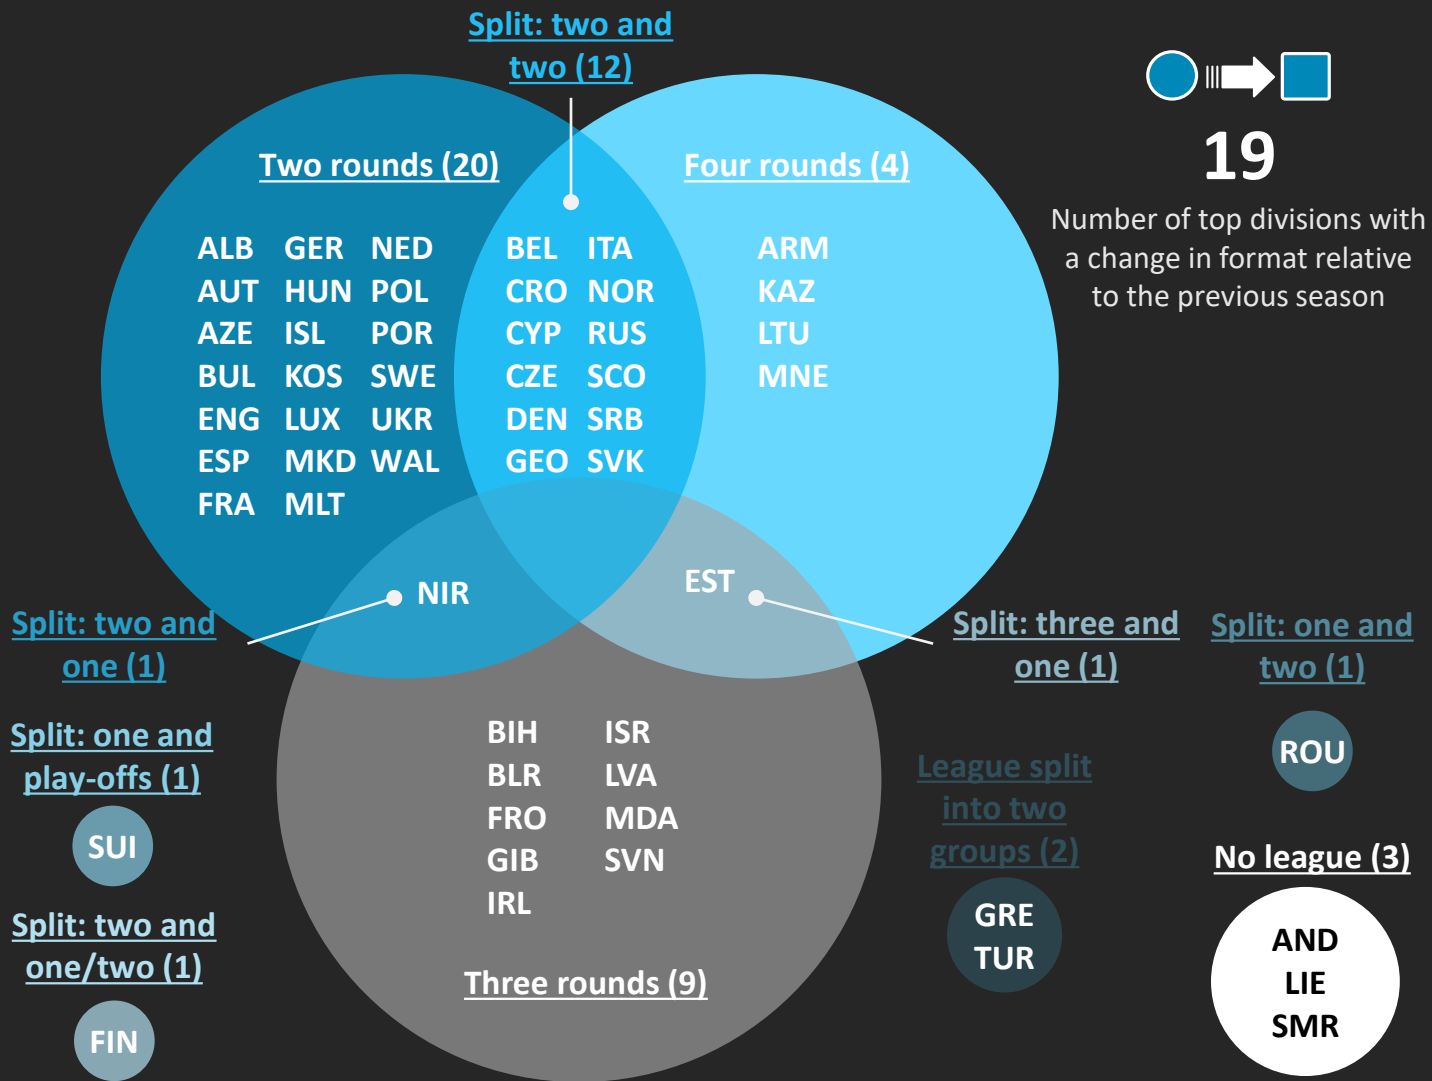 Split: two and
two (12)
19
Number of top divisions with
a change in format relative
to the previous season
Two rounds (20)
Four rounds (4)
ALB GER NED
AUT HUN POL
AZE ISL POR
BUL KOS SWE
ENG LUX UKR
ESP MKD WAL
FRA MLT
BEL ITA
CRO NOR
CYP RUS
CZE SCO
DEN SRB
GEO SVK
ARM
KAZ
LTU
MNE
NIR
EST
Split: two and
one (1)
Split: three and
one (1)
Split: one and
two (1)
ROU
Split: one and
play-offs (1)
SUI
BIH ISR
BLR LVA
FRO MDA
GIB SVN
IRL
Three rounds (9)
League split
into two
groups (2)
GRE
TUR
No league (3)
AND
LIE
SMR
Split: two and
one/two (1)
FIN